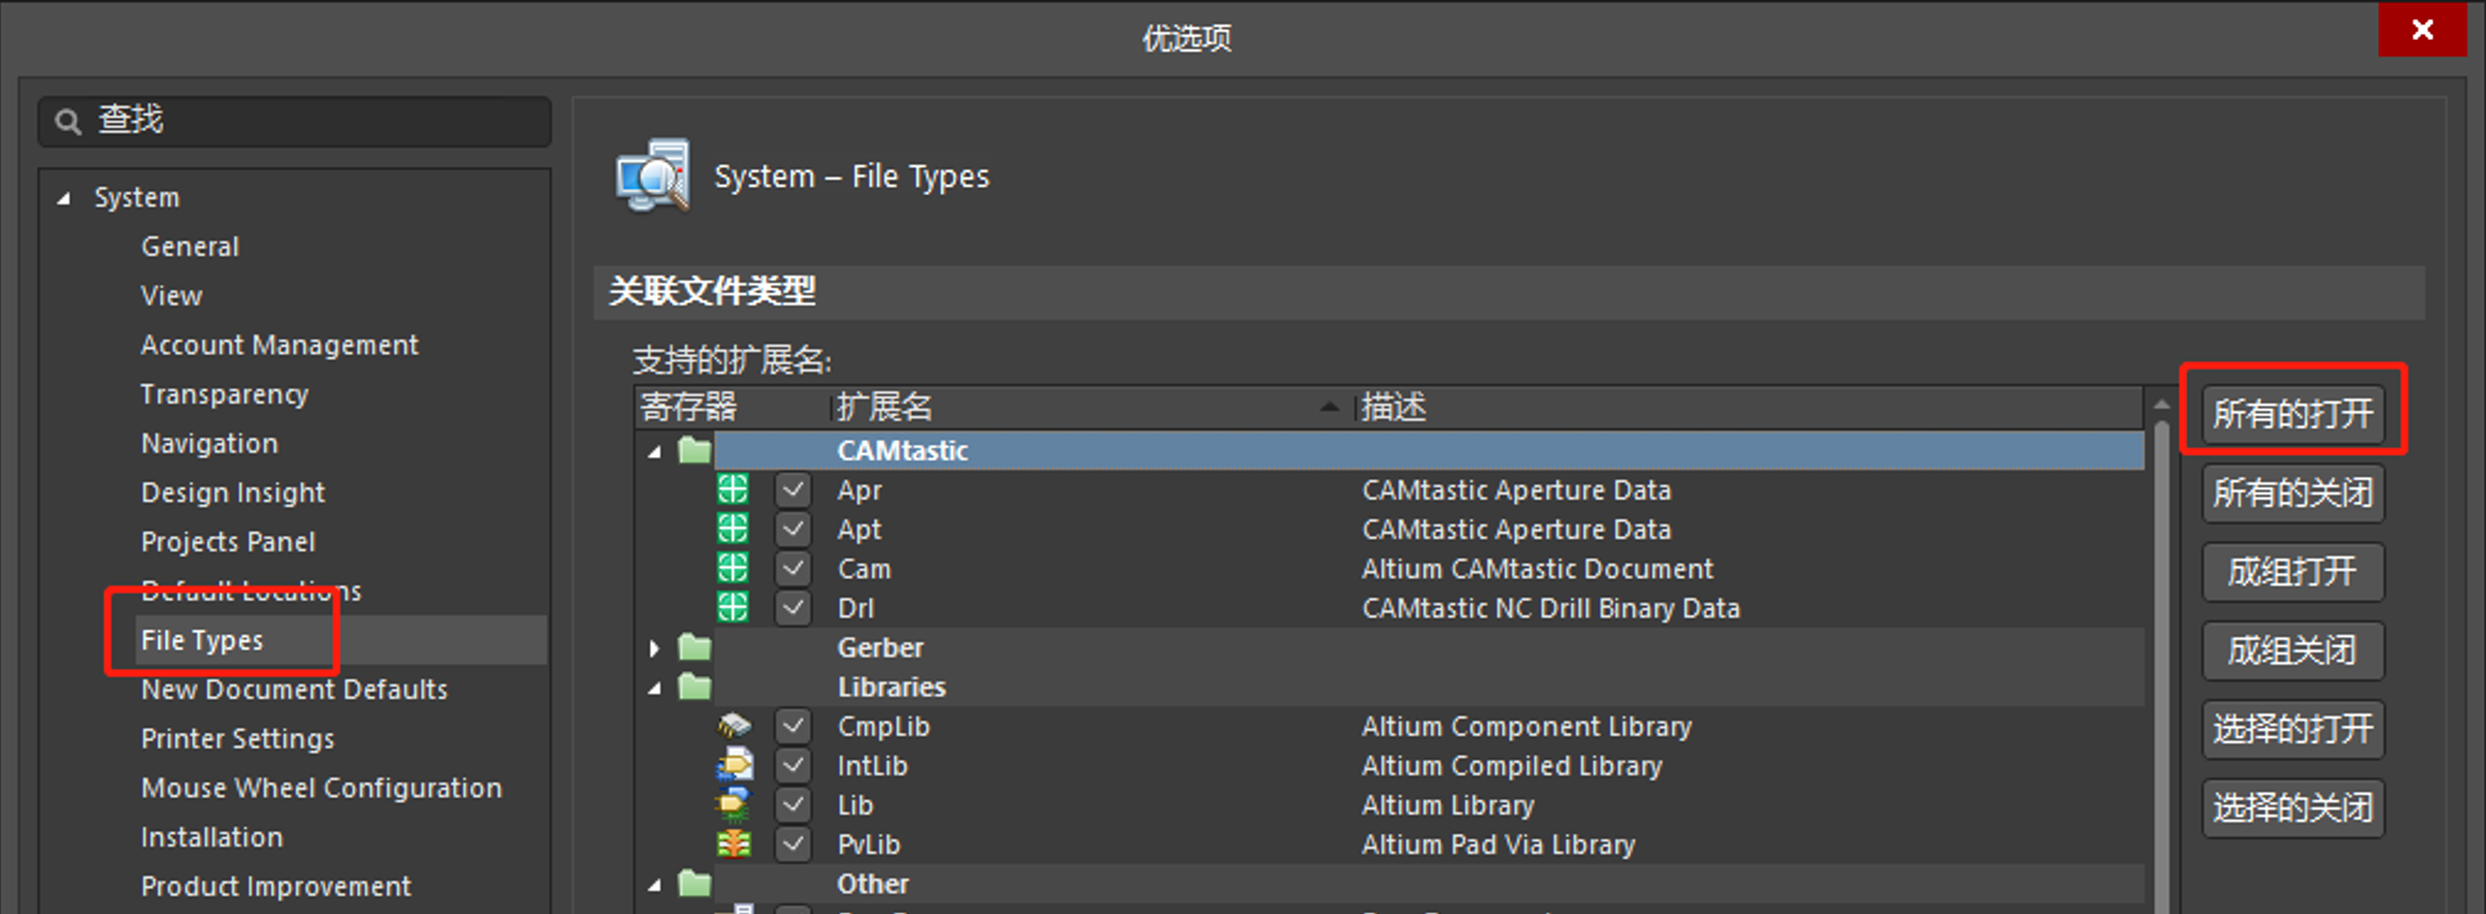 优选项
查找
System
General
View
Account Management
Transparency
Navigation
Design Insight
Projects Panel
Default Locations
File Types
New Document Defaults
Printer Settings
Mouse Wheel Configuration
Installation
Product Improvement
System – File Types
关联文件类型
支持的扩展名:
寄存器 扩展名 描述
CAMtastic
Apr CAMtastic Aperture Data
Apt CAMtastic Aperture Data
Cam Altium CAMtastic Document
Drl CAMtastic NC Drill Binary Data
Gerber
Libraries
CmpLib Altium Component Library
IntLib Altium Compiled Library
Lib Altium Library
PvLib Altium Pad Via Library
Other
所有的打开
所有的关闭
成组打开
成组关闭
选择的打开
选择的关闭